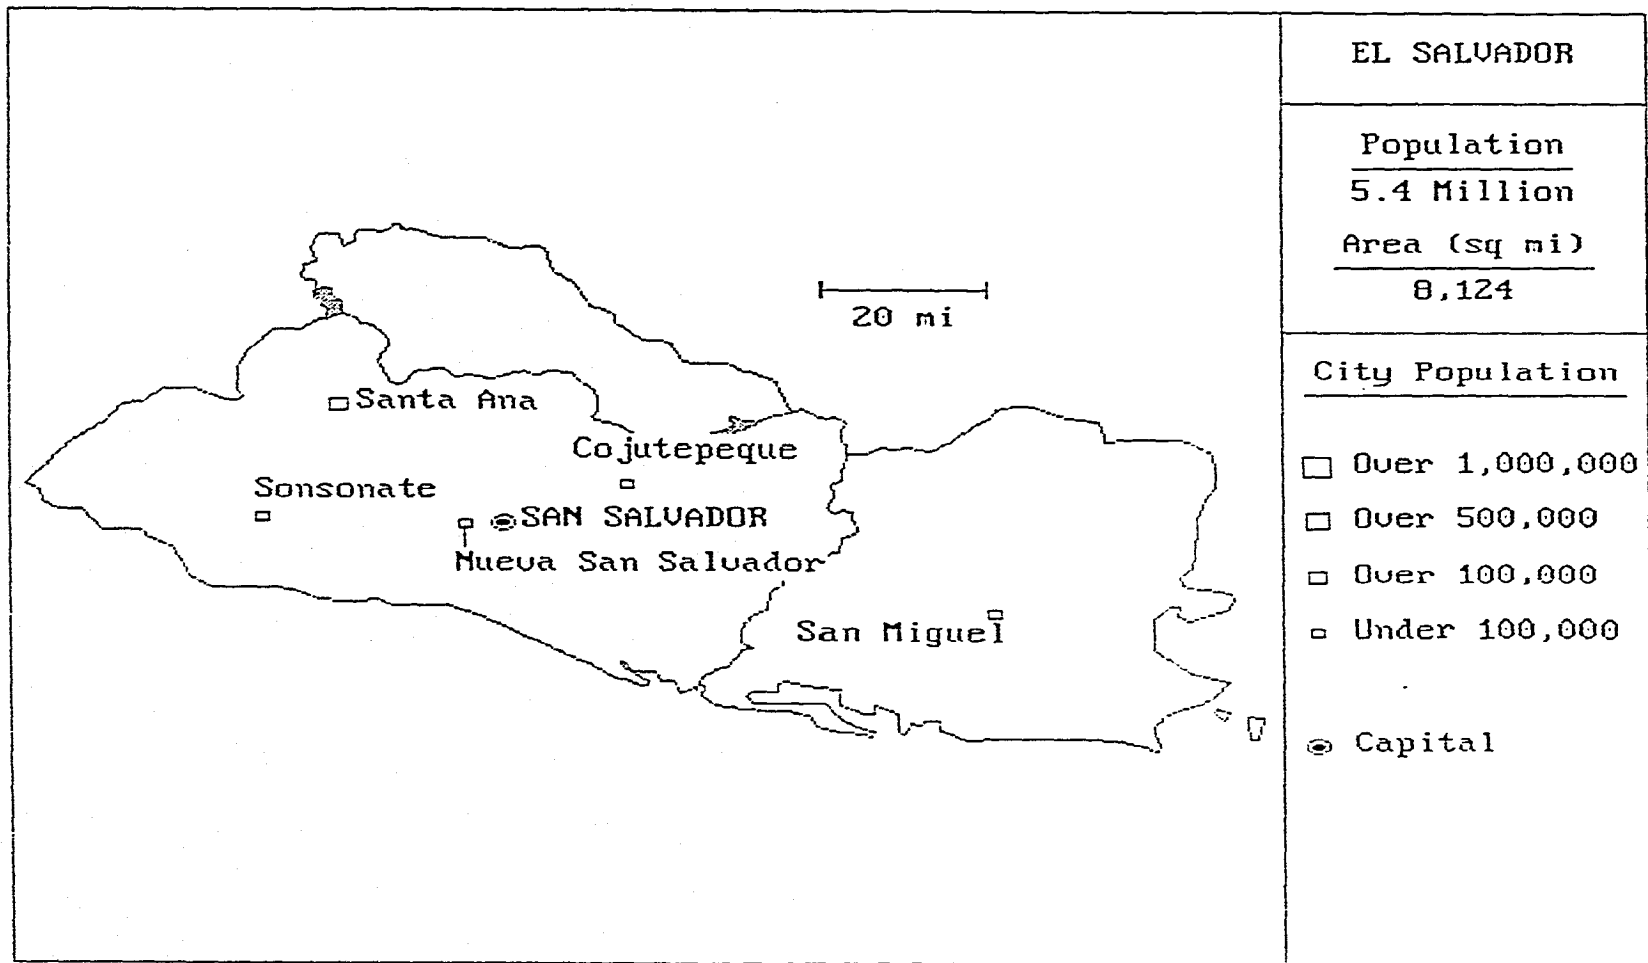 EL SALVADOR
Population
5.4 Million
Area (sq mi)
8,124
20 mi
City Population
Over 1,000,000
Over 500,000
Over 100,000
Under 100,000
Capital
Santa Ana
Cojutepeque
Sonsonate
SAN SALVADOR
Nueva San Salvador
San Miguel